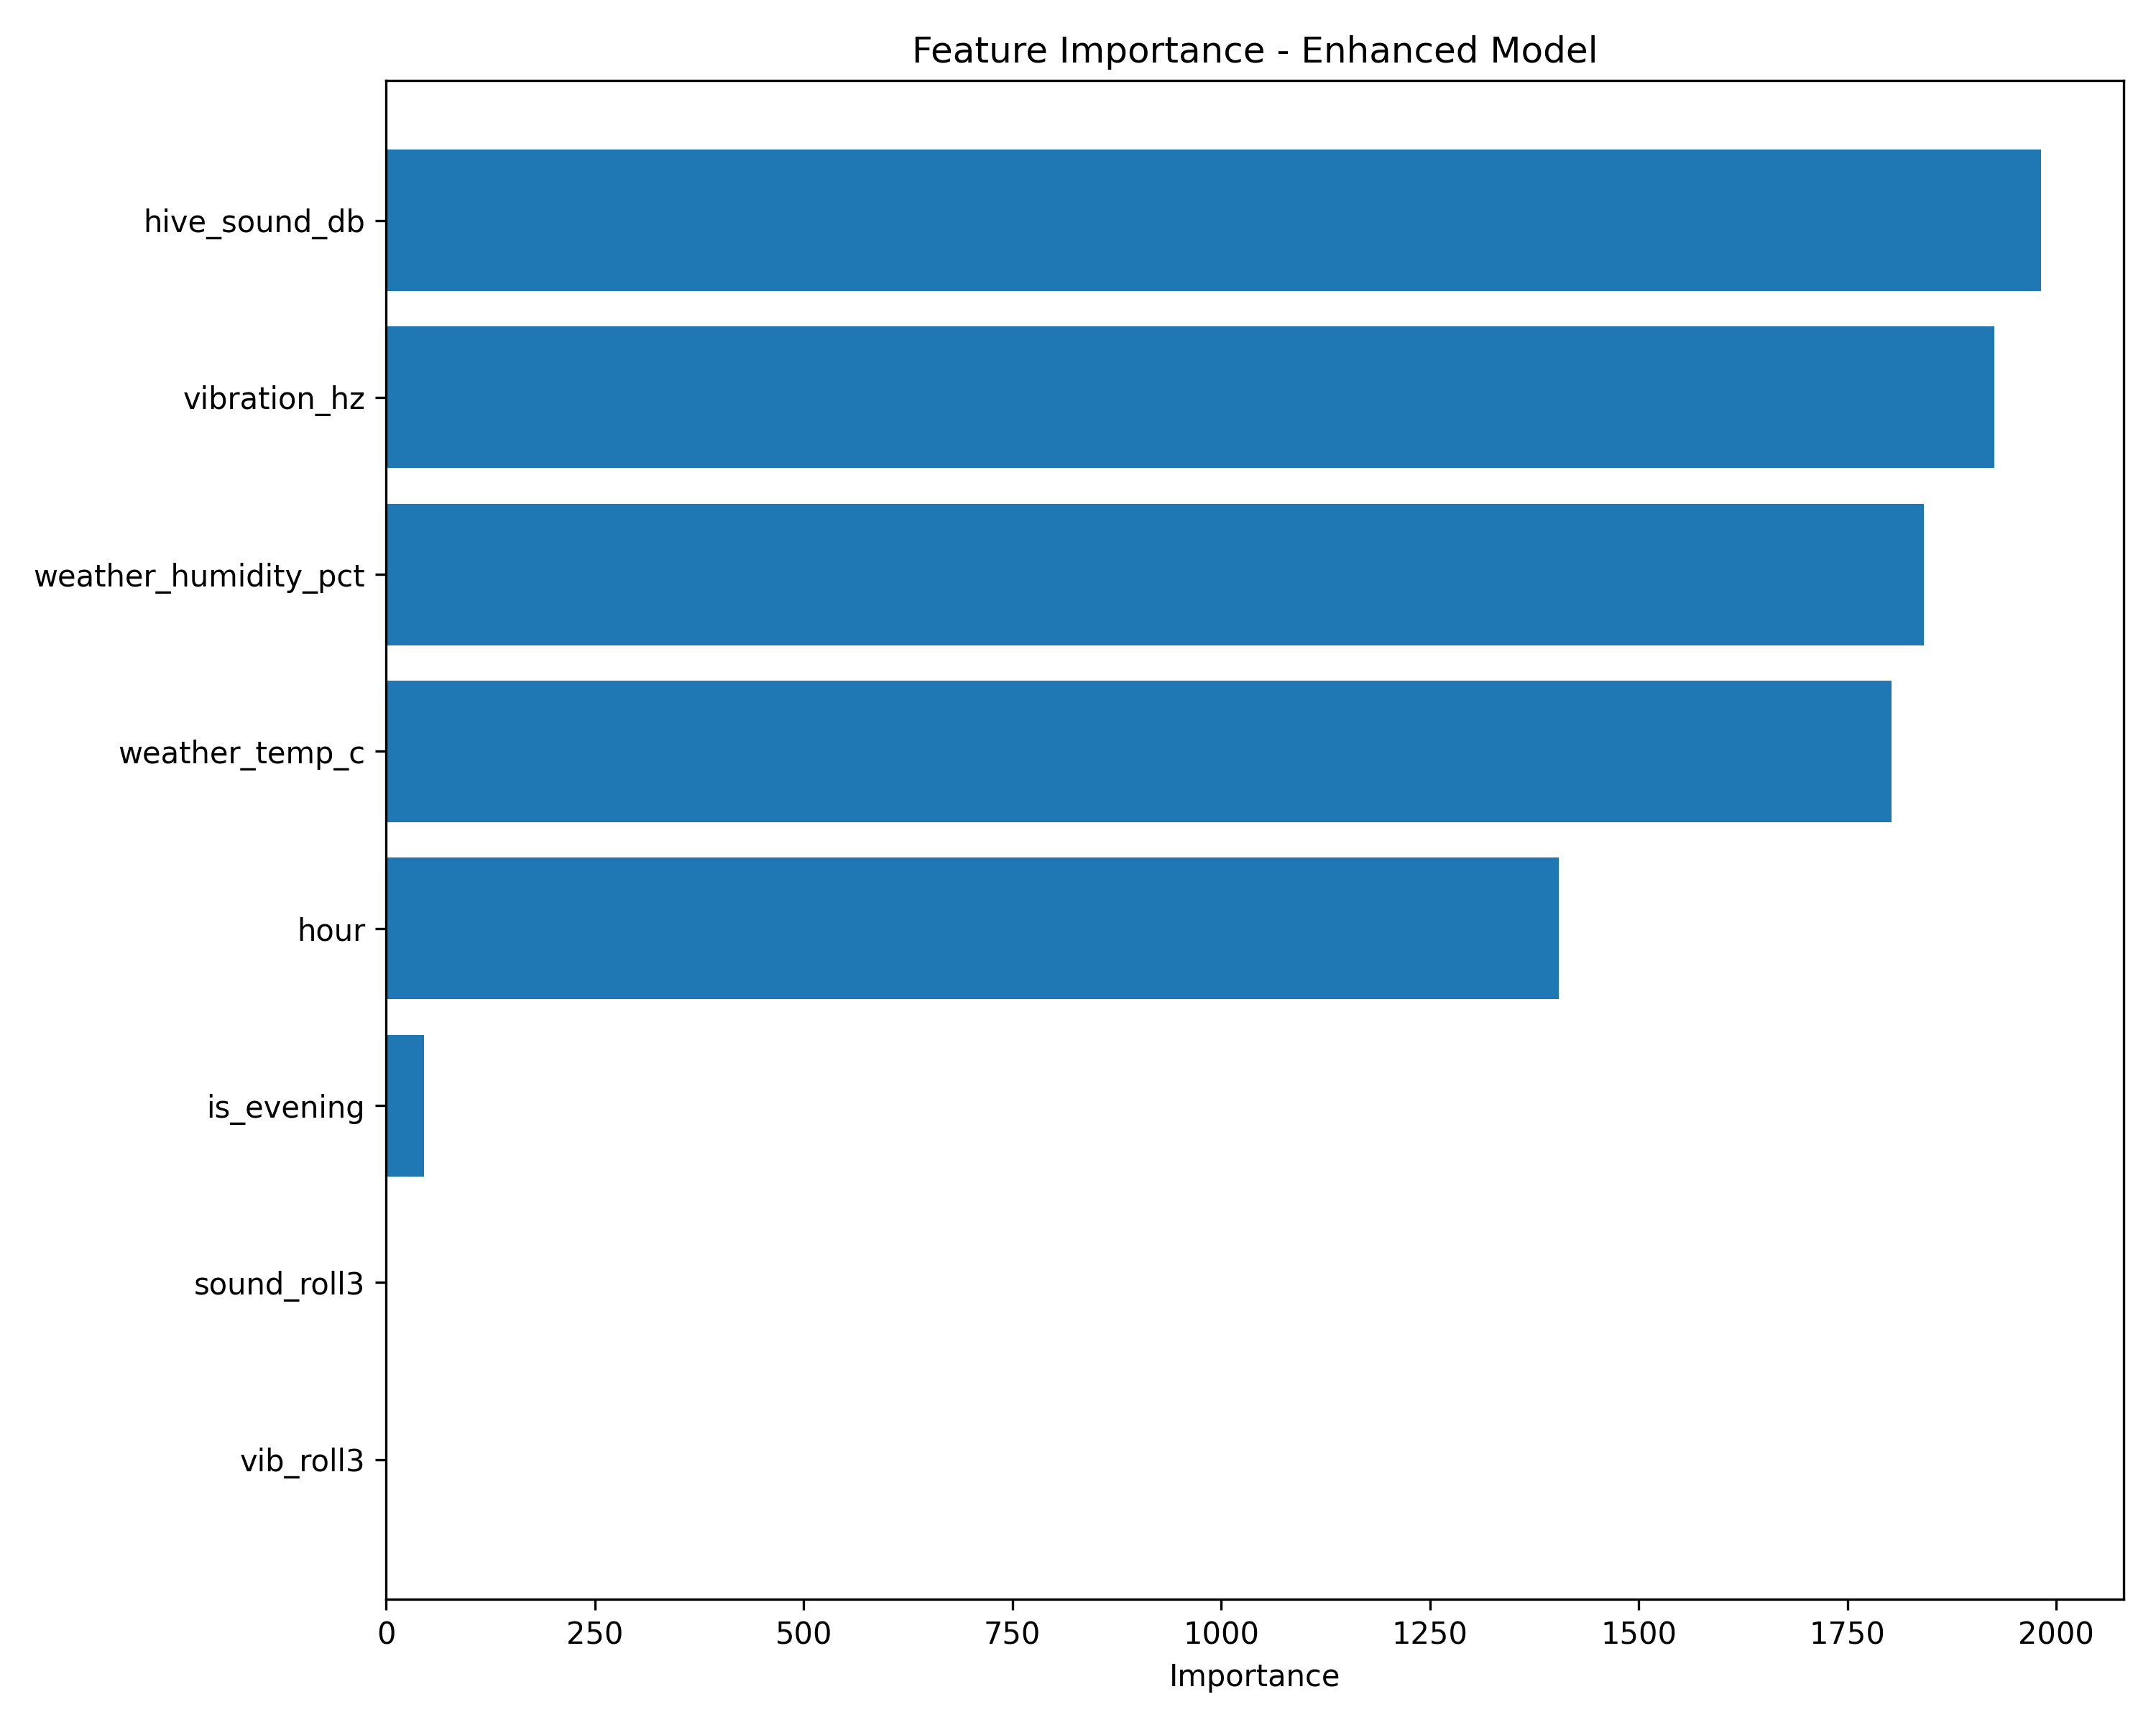 Feature Importance - Enhanced Model
hive_sound_db
vibration_hz
weather_humidity_pct
weather_temp_c
hour
is_evening
sound_roll3
vib_roll3
0 250 500 750 1000 1250 1500 1750 2000
Importance